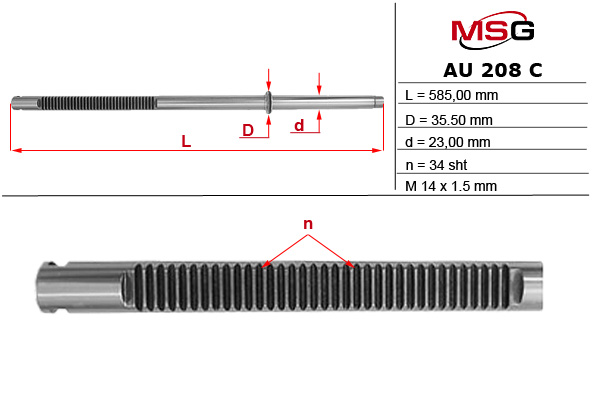 MSG
AU 208 C
L = 585,00 mm
D = 35.50 mm
d = 23,00 mm
n = 34 sht
M 14 x 1.5 mm
D
d
L
n